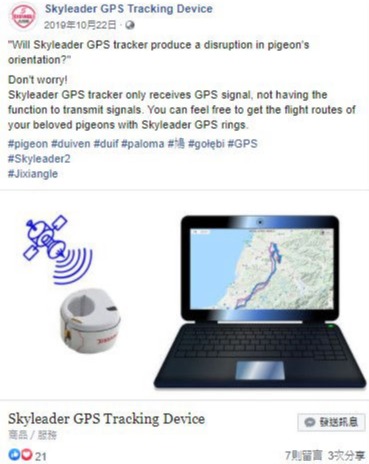 Skyleader GPS Tracking Device
2019年10月22日 ·
"Will Skyleader GPS tracker produce a disruption in pigeon's
orientation?"
Don't worry!
Skyleader GPS tracker only receives GPS signal, not having the
function to transmit signals. You can feel free to get the flight routes of
your beloved pigeons with Skyleader GPS rings.
#pigeon #duiven #duif #paloma #鴿 #gołębi #GPS
#Skyleader2
#Jixiangle
Skyleader GPS Tracking Device
商品 / 服務
發送訊息
21
7則留言 3次分享